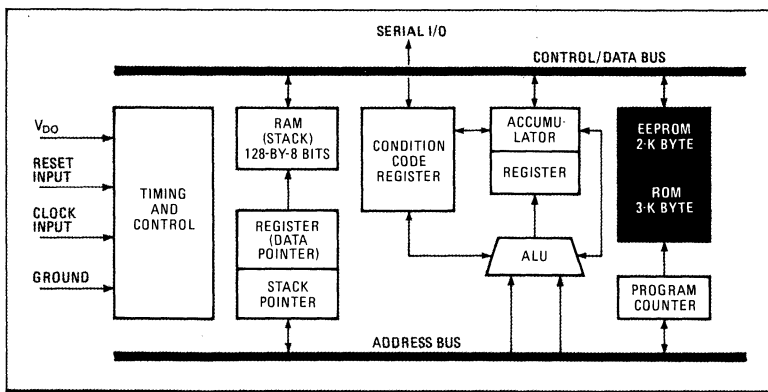 SERIAL I/O
CONTROL/DATA BUS
VDO
RESET
INPUT
CLOCK
INPUT
GROUND
TIMING
AND
CONTROL
RAM
(STACK)
128-BY-8 BITS
REGISTER
(DATA
POINTER)
STACK
POINTER
CONDITION
CODE
REGISTER
ACCUMU-
LATOR
REGISTER
ALU
EEPROM
2-K BYTE
ROM
3-K BYTE
PROGRAM
COUNTER
ADDRESS BUS